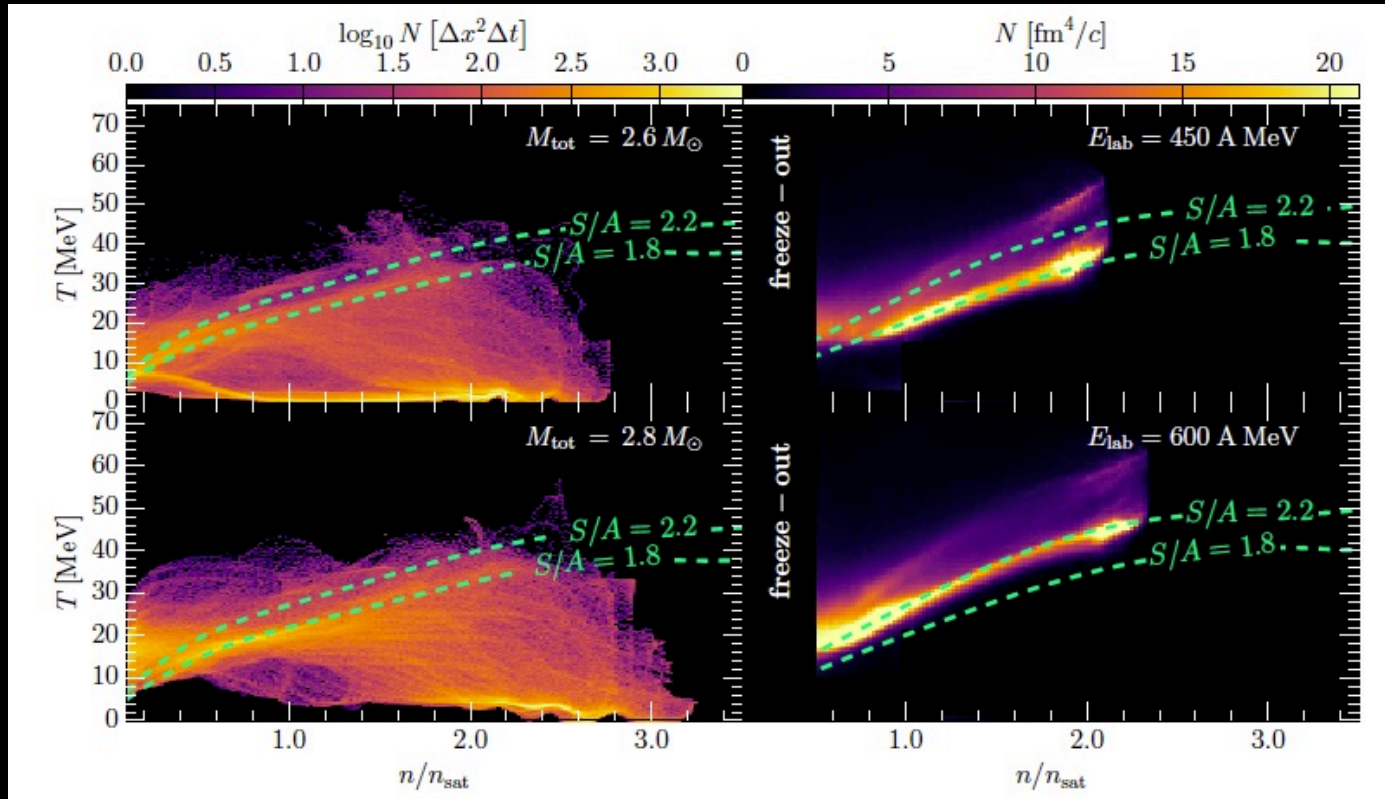 log₁₀ N [Δx²Δt]
N [fm⁴/c]
0.0 0.5 1.0 1.5 2.0 2.5 3.0 0 5 10 15 20
70
60
50
40
30
20
10
0
T [MeV]
M_tot = 2.6 M_⊙
S/A = 2.2
S/A = 1.8
freeze − out
E_lab = 450 A MeV
S/A = 2.2
S/A = 1.8
70
60
50
40
30
20
10
0
T [MeV]
M_tot = 2.8 M_⊙
S/A = 2.2
S/A = 1.8
freeze − out
E_lab = 600 A MeV
S/A = 2.2
S/A = 1.8
1.0 2.0 3.0 1.0 2.0 3.0
n/n_sat
n/n_sat